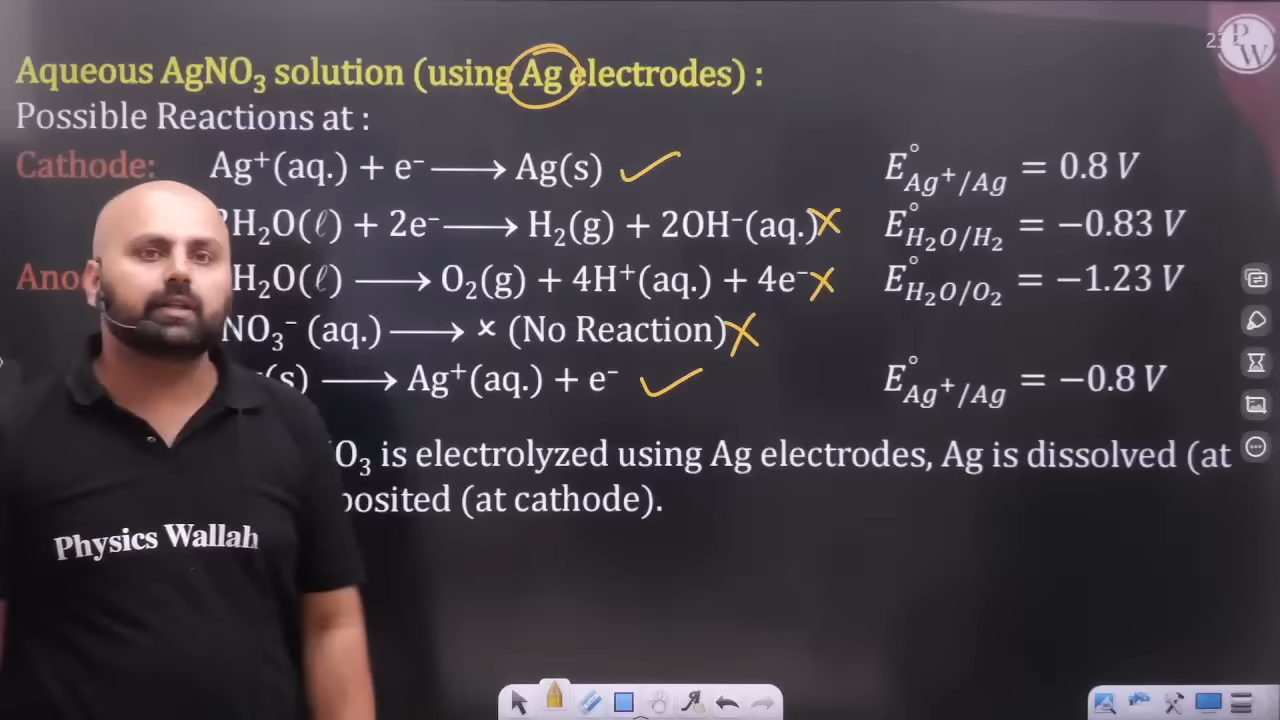 Aqueous AgNO₃ solution (using Ag electrodes) :
Possible Reactions at :
Cathode: Ag⁺(aq.) + e⁻ ⟶ Ag(s) ✓ E°Ag⁺/Ag = 0.8 V
H₂O(ℓ) + 2e⁻ ⟶ H₂(g) + 2OH⁻(aq.) ✗ E°H₂O/H₂ = −0.83 V
H₂O(ℓ) ⟶ O₂(g) + 4H⁺(aq.) + 4e⁻ ✗ E°H₂O/O₂ = −1.23 V
NO₃⁻ (aq.) ⟶ × (No Reaction) ✗
(s) ⟶ Ag⁺(aq.) + e⁻ ✓ E°Ag⁺/Ag = −0.8 V
O₃ is electrolyzed using Ag electrodes, Ag is dissolved (at
posited (at cathode).
Physics Wallah
PW